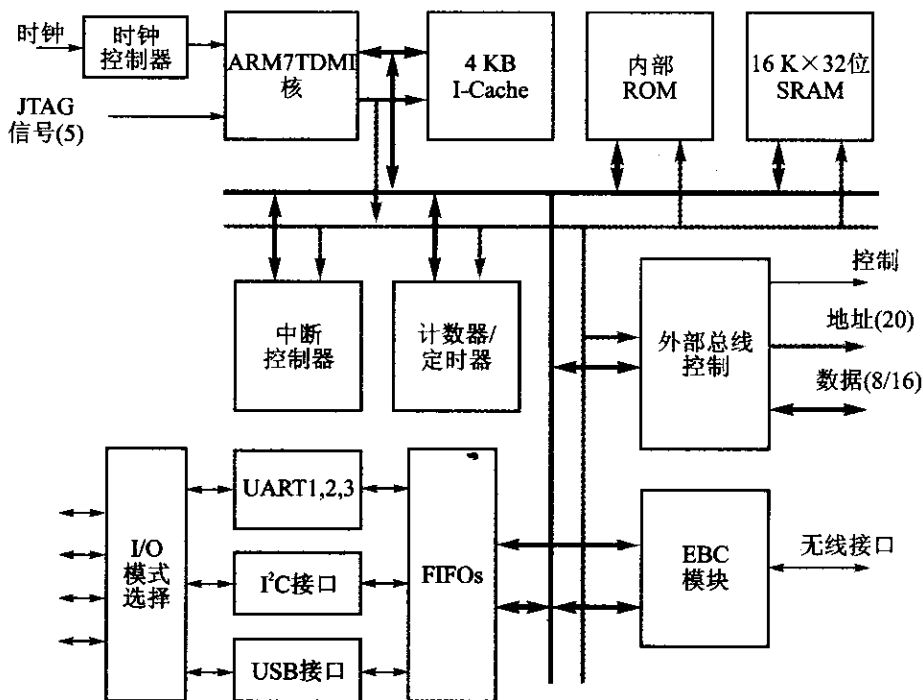 时钟
时钟
控制器
ARM7TDMI
核
4 KB
I-Cache
内部
ROM
16 K×32位
SRAM
JTAG
信号(5)
中断
控制器
计数器/
定时器
外部总线
控制
控制
地址(20)
数据(8/16)
I/O
模式
选择
UART1,2,3
I²C接口
USB接口
FIFOs
EBC
模块
无线接口